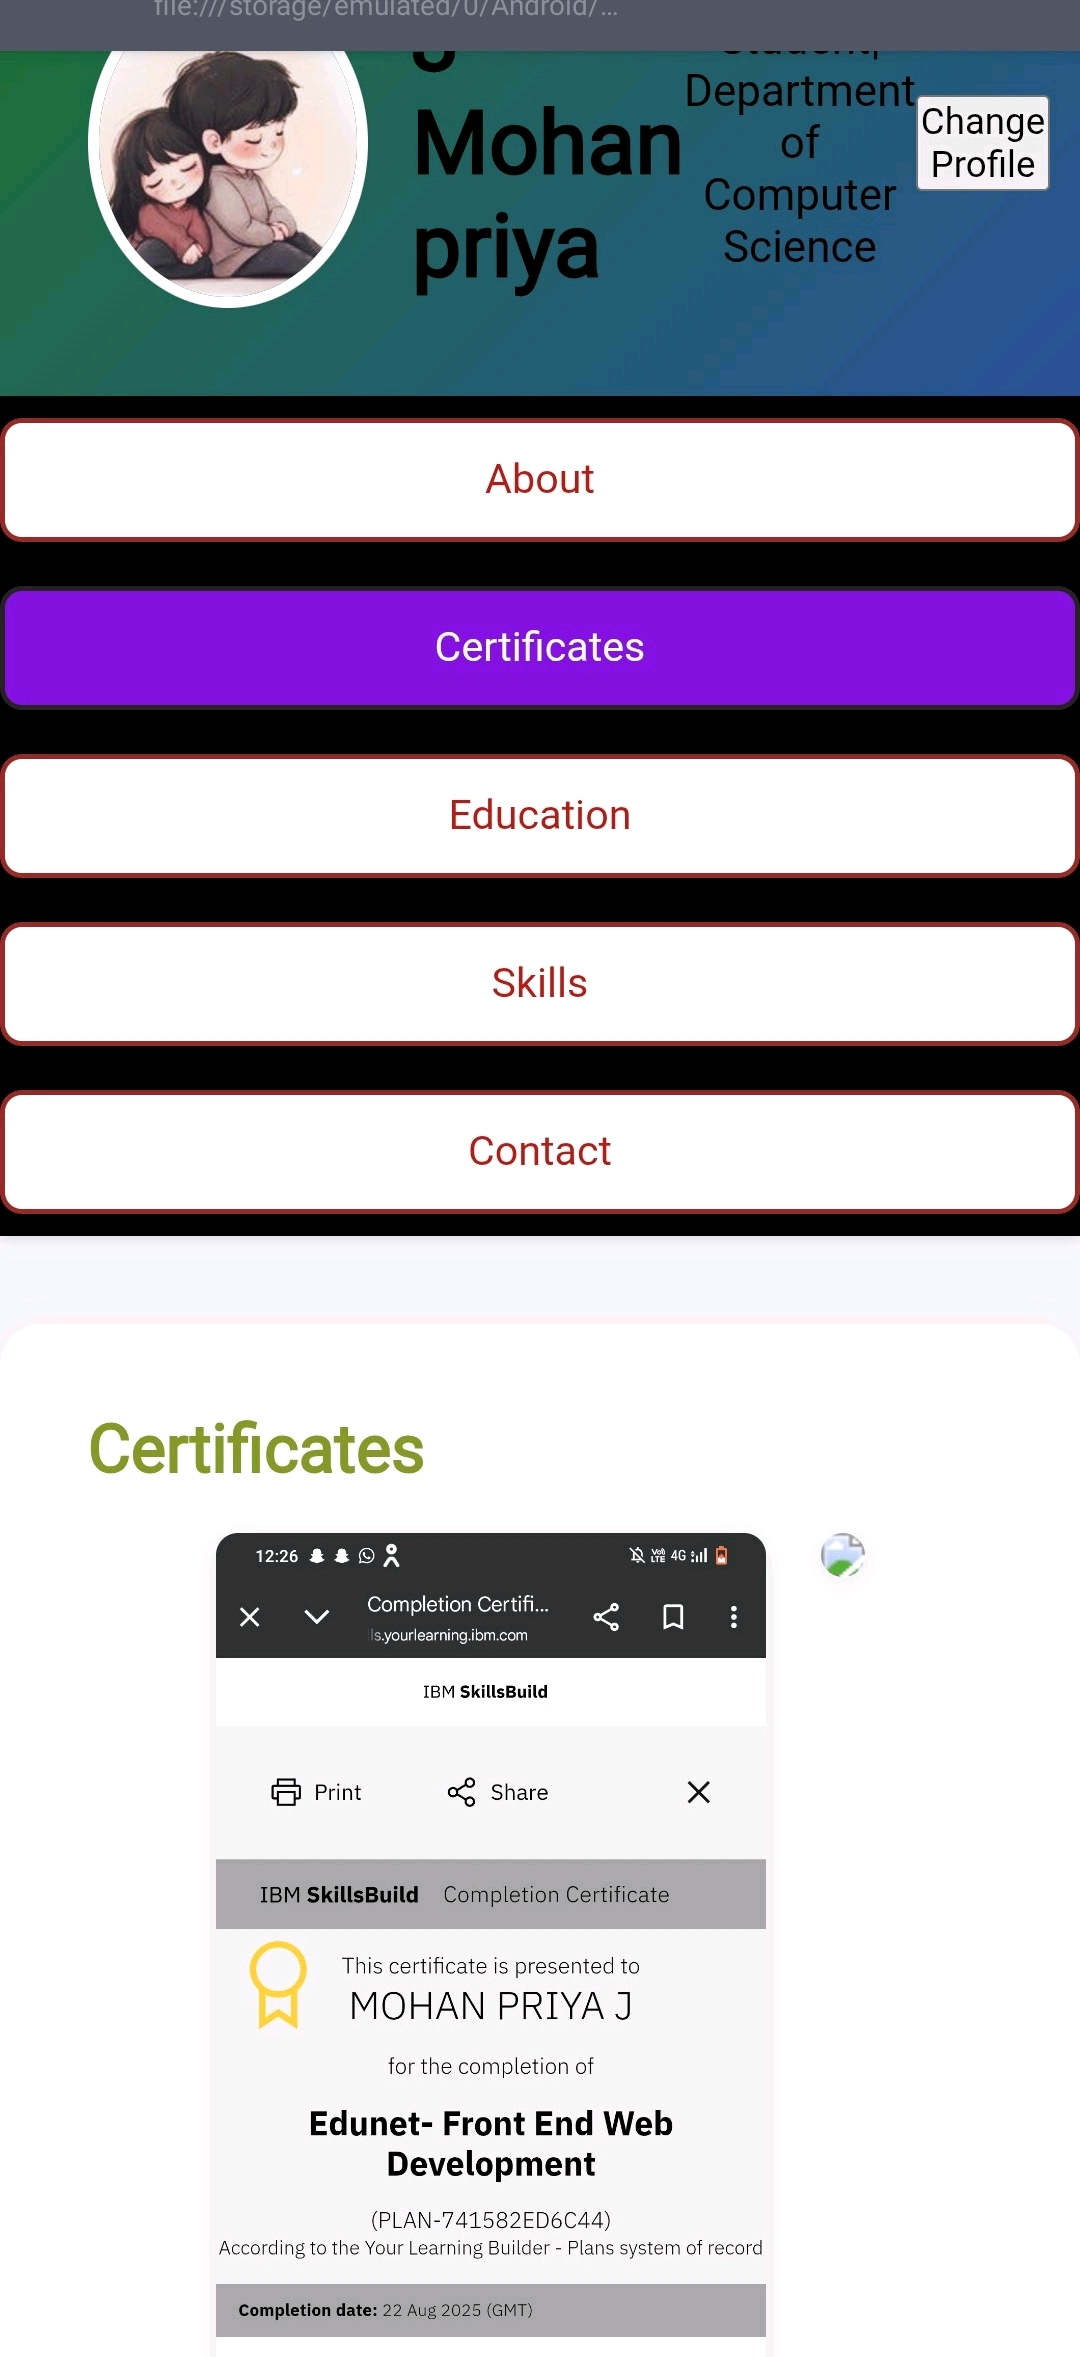 file:///storage/emulated/0/Android/...
J
Mohan
priya
Student,
Department
of
Computer
Science
Change
Profile
About
Certificates
Education
Skills
Contact
Certificates
12:26 4G
Completion Certifi...
ls.yourlearning.ibm.com
IBM SkillsBuild
Print Share
IBM SkillsBuild Completion Certificate
This certificate is presented to
MOHAN PRIYA J
for the completion of
Edunet- Front End Web
Development
(PLAN-741582ED6C44)
According to the Your Learning Builder - Plans system of record
Completion date: 22 Aug 2025 (GMT)